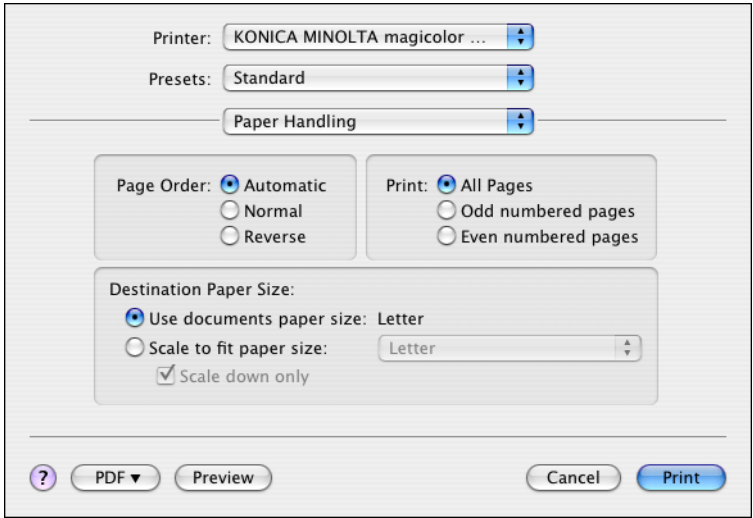 Printer: KONICA MINOLTA magicolor ...
Presets: Standard
Paper Handling
Page Order: Automatic
Normal
Reverse
Print: All Pages
Odd numbered pages
Even numbered pages
Destination Paper Size:
Use documents paper size: Letter
Scale to fit paper size: Letter
Scale down only
? PDF ▼ Preview Cancel Print